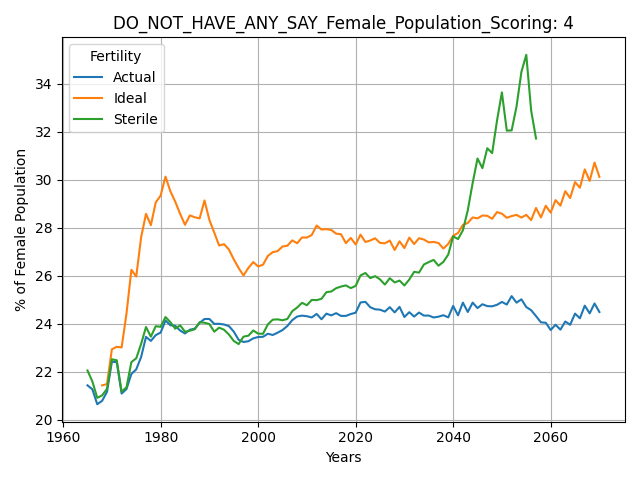 DO_NOT_HAVE_ANY_SAY_Female_Population_Scoring: 4
Fertility
Actual
Ideal
Sterile
% of Female Population
34
32
30
28
26
24
22
20
1960
1980
2000
2020
2040
2060
Years